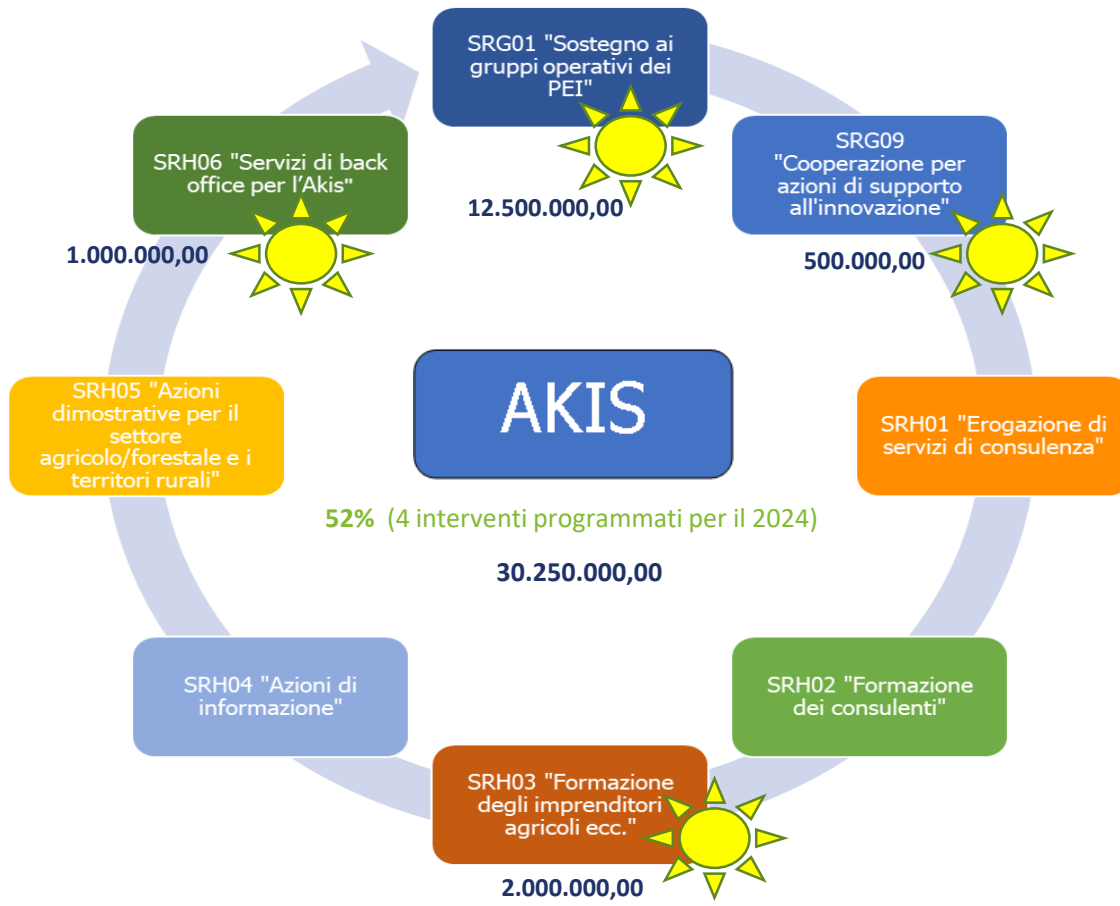 SRG01 "Sostegno ai
gruppi operativi dei
PEI"
12.500.000,00
SRG09
"Cooperazione per
azioni di supporto
all'innovazione"
500.000,00
SRH01 "Erogazione di
servizi di consulenza"
SRH02 "Formazione
dei consulenti"
SRH03 "Formazione
degli imprenditori
agricoli ecc."
2.000.000,00
SRH04 "Azioni di
informazione"
SRH05 "Azioni
dimostrative per il
settore
agricolo/forestale e i
territori rurali"
SRH06 "Servizi di back
office per l’Akis"
1.000.000,00
AKIS
52% (4 interventi programmati per il 2024)
30.250.000,00